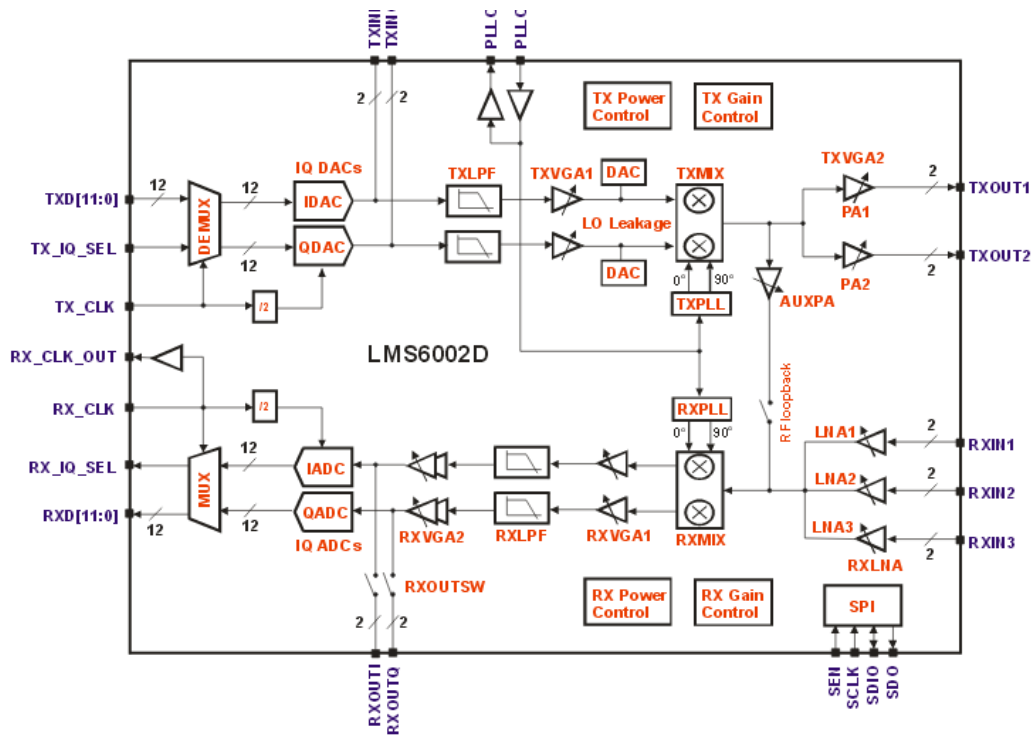 TX Power Control
TX Gain Control
2
2
IQ DACs
TXLPF
TXVGA1
DAC
TXMIX
TXVGA2
2
TXD[11:0]
12
DEMUX
12
IDAC
TXOUT1
PA1
LO Leakage
TX_IQ_SEL
12
QDAC
DAC
0°
90°
PA2
2
TXOUT2
TX_CLK
/2
TXPLL
AUXPA
RX_CLK_OUT
LMS6002D
RX_CLK
/2
RXPLL
0°
90°
RF loopback
LNA1
2
RXIN1
RX_IQ_SEL
MUX
12
IADC
LNA2
2
RXIN2
RXD[11:0]
12
12
QADC
LNA3
2
RXIN3
IQ ADCs
RXVGA2
RXLPF
RXVGA1
RXMIX
RXLNA
RXOUTSW
2
2
RX Power Control
RX Gain Control
SPI
RXOUTI
RXOUTQ
SEN
SCLK
SDIO
SDO